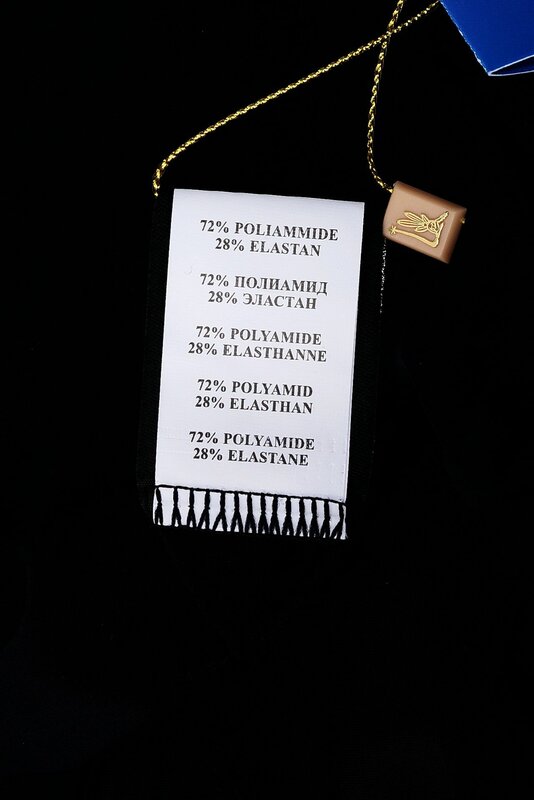 72% POLIAMMIDE
28% ELASTAN
72% ПОЛИАМИД
28% ЭЛАСТАН
72% POLYAMIDE
28% ELASTHANNE
72% POLYAMID
28% ELASTHAN
72% POLYAMIDE
28% ELASTANE